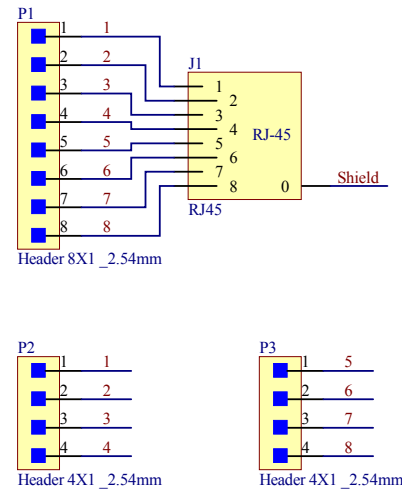 P1
1 1
2 2
3 3
4 4
5 5
6 6
7 7
8 8
Header 8X1 _2.54mm
J1
1
2
3
4
5
6
7
8
RJ-45
0
Shield
RJ45
P2
1 1
2 2
3 3
4 4
Header 4X1 _2.54mm
P3
1 5
2 6
3 7
4 8
Header 4X1 _2.54mm